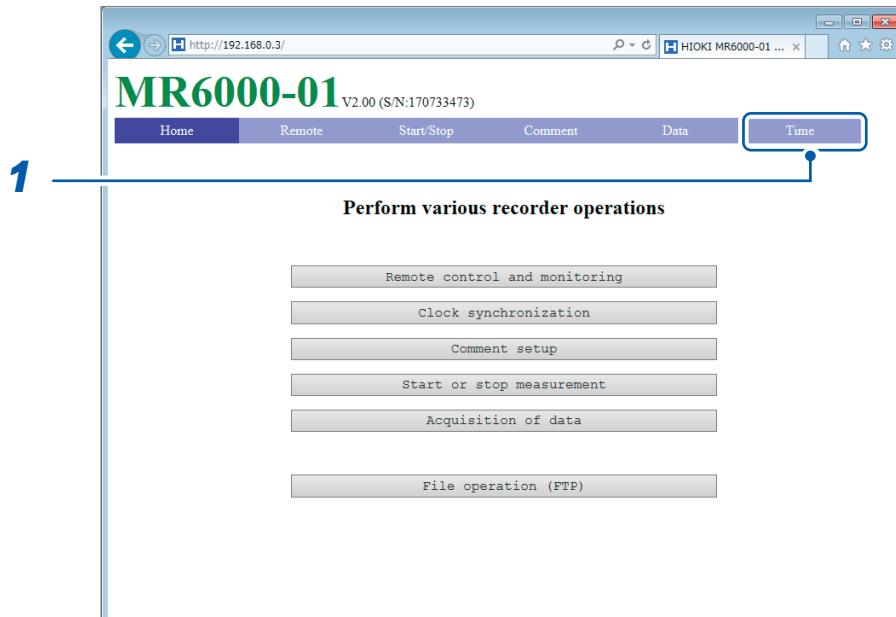 http://192.168.0.3/
HIOKI MR6000-01 ...
MR6000-01 V2.00 (S/N:170733473)
Home Remote Start/Stop Comment Data Time
1
Perform various recorder operations
Remote control and monitoring
Clock synchronization
Comment setup
Start or stop measurement
Acquisition of data
File operation (FTP)